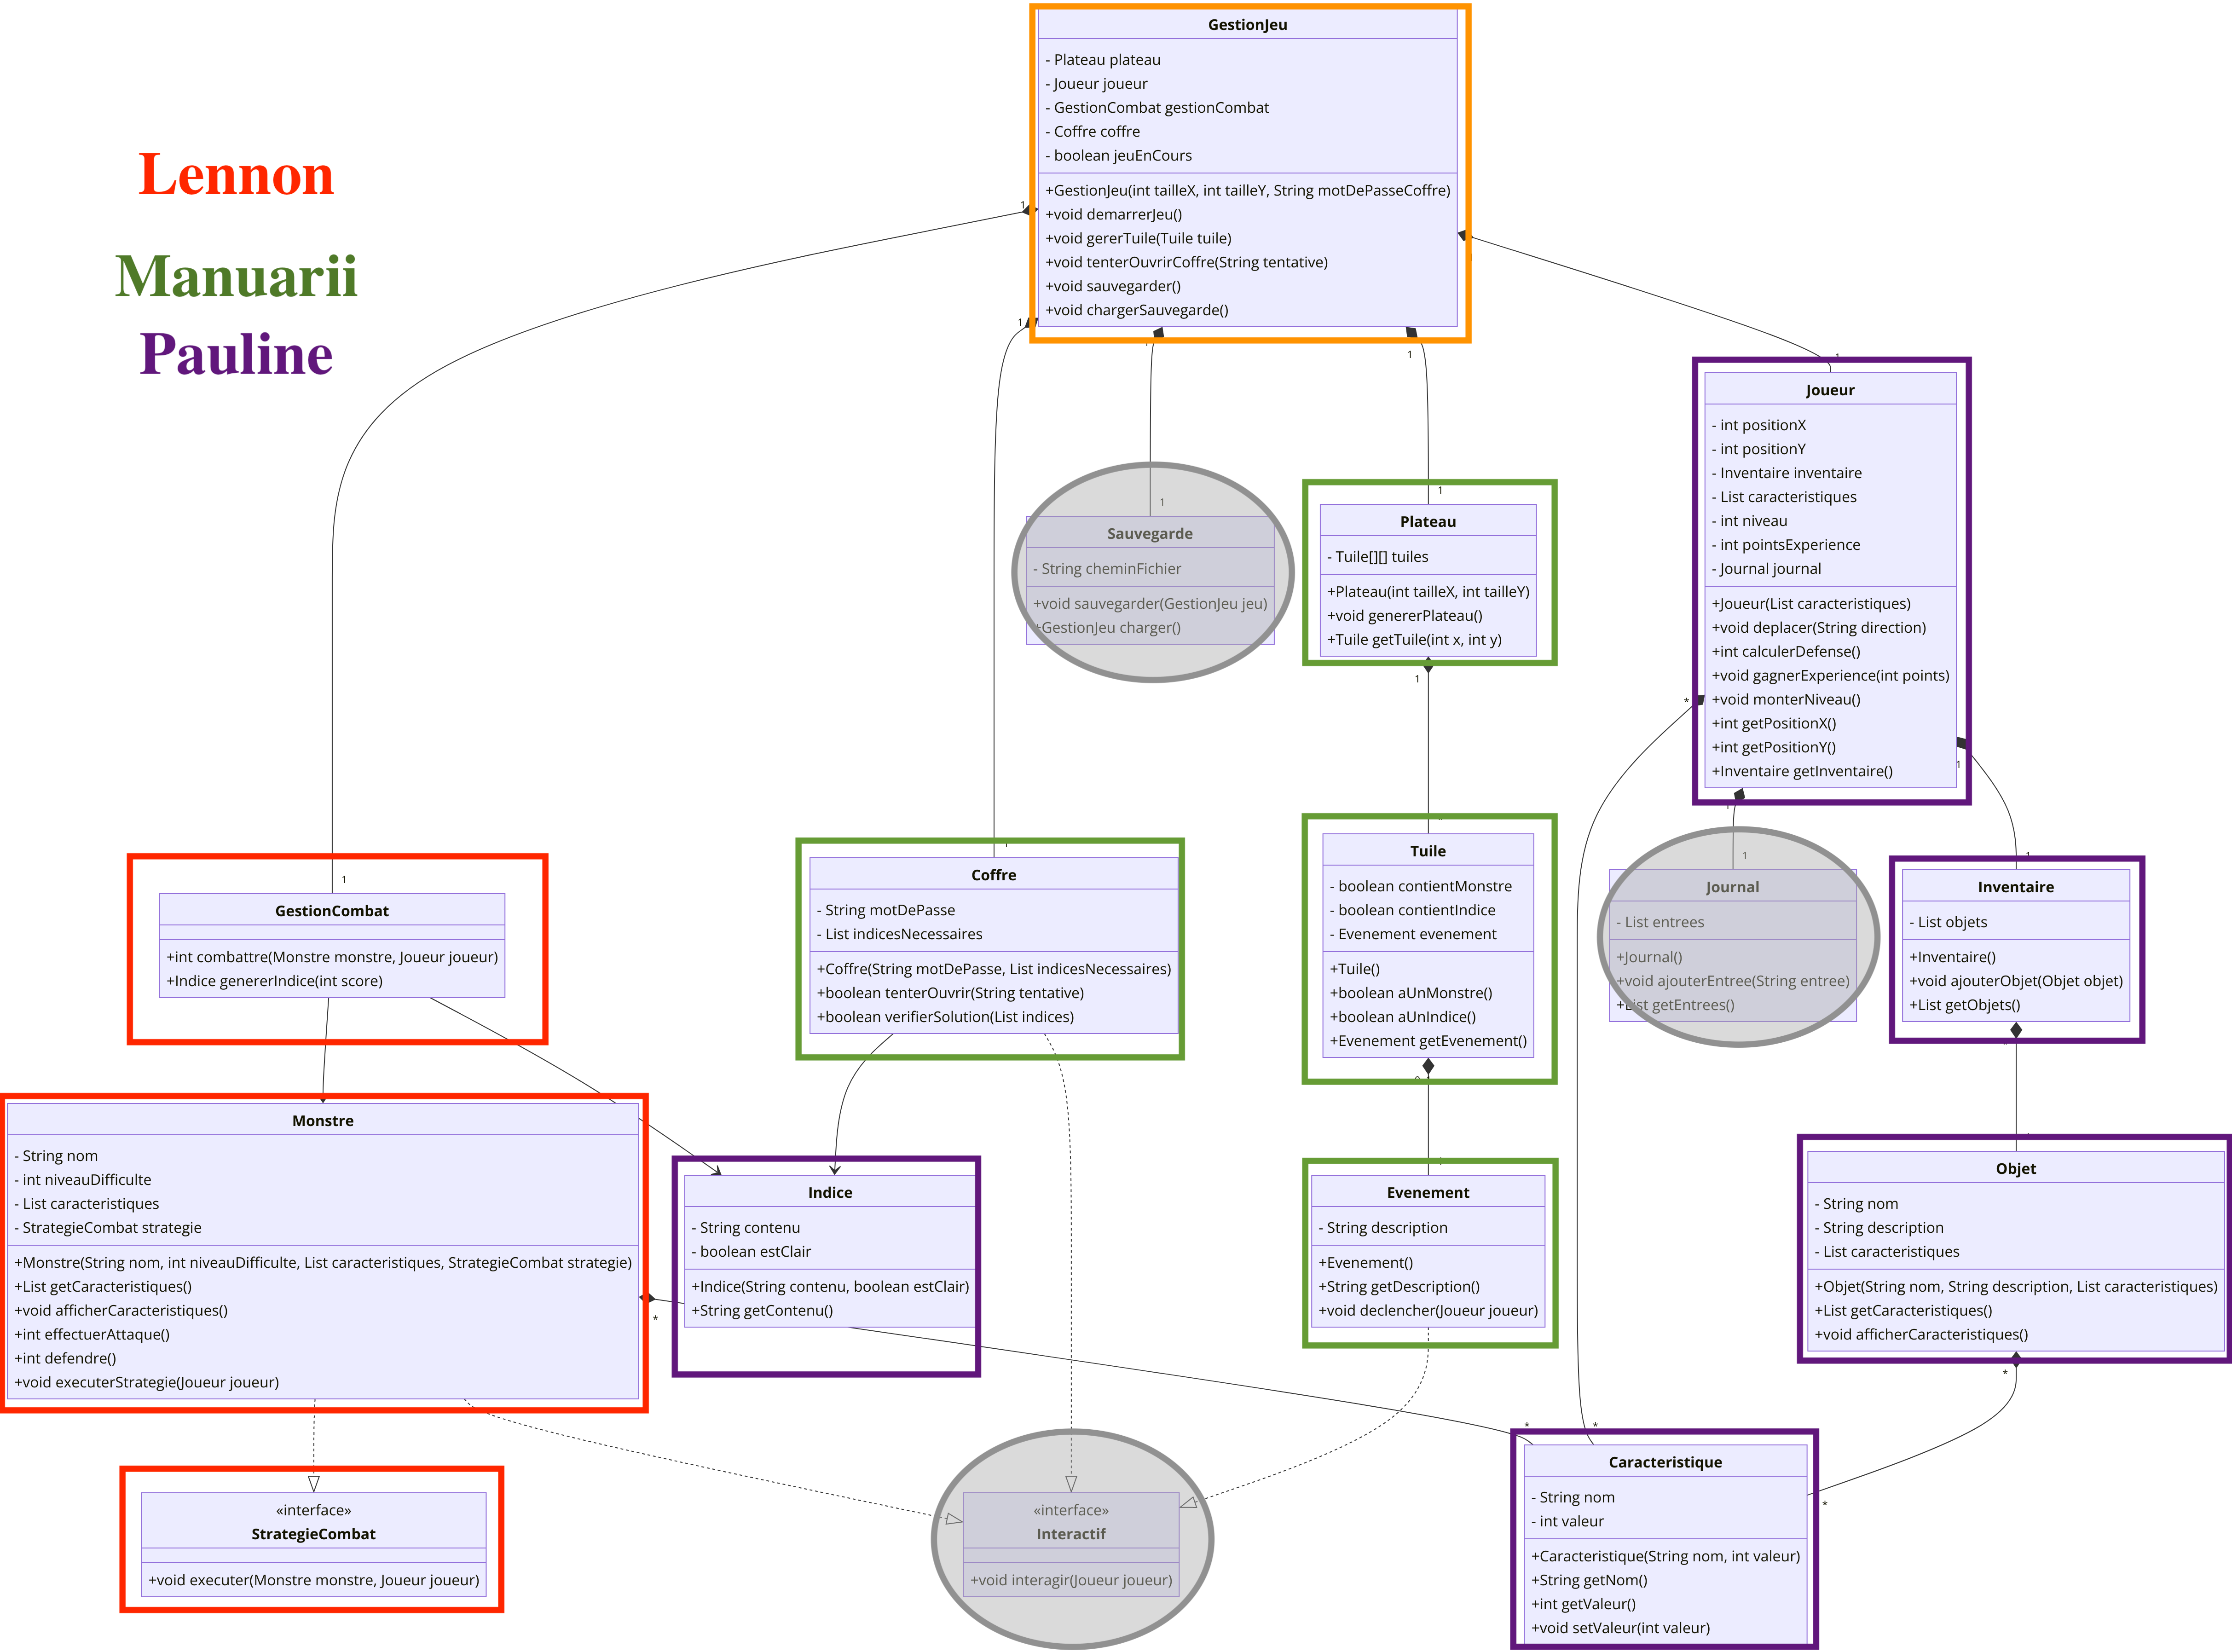 Lennon
Manuarii
Pauline
GestionJeu
- Plateau plateau
- Joueur joueur
- GestionCombat gestionCombat
- Coffre coffre
- boolean jeuEnCours
+GestionJeu(int tailleX, int tailleY, String motDePasseCoffre)
+void demarrerJeu()
+void gererTuile(Tuile tuile)
+void tenterOuvrirCoffre(String tentative)
+void sauvegarder()
+void chargerSauvegarde()
1
1
1
1
Joueur
- int positionX
- int positionY
- Inventaire inventaire
- List caracteristiques
- int niveau
- int pointsExperience
- Journal journal
+Joueur(List caracteristiques)
+void deplacer(String direction)
+int calculerDefense()
+void gagnerExperience(int points)
+void monterNiveau()
+int getPositionX()
+int getPositionY()
+Inventaire getInventaire()
*
1
1
Sauvegarde
- String cheminFichier
+void sauvegarder(GestionJeu jeu)
+GestionJeu charger()
1
Plateau
- Tuile[][] tuiles
+Plateau(int tailleX, int tailleY)
+void genererPlateau()
+Tuile getTuile(int x, int y)
1
1
GestionCombat
+int combattre(Monstre monstre, Joueur joueur)
+Indice genererIndice(int score)
Coffre
- String motDePasse
- List indicesNecessaires
+Coffre(String motDePasse, List indicesNecessaires)
+boolean tenterOuvrir(String tentative)
+boolean verifierSolution(List indices)
Tuile
- boolean contientMonstre
- boolean contientIndice
- Evenement evenement
+Tuile()
+boolean aUnMonstre()
+boolean aUnIndice()
+Evenement getEvenement()
1
Journal
- List entrees
+Journal()
+void ajouterEntree(String entree)
+List getEntrees()
1
Inventaire
- List objets
+Inventaire()
+void ajouterObjet(Objet objet)
+List getObjets()
Monstre
- String nom
- int niveauDifficulte
- List caracteristiques
- StrategieCombat strategie
+Monstre(String nom, int niveauDifficulte, List caracteristiques, StrategieCombat strategie)
+List getCaracteristiques()
+void afficherCaracteristiques()
+int effectuerAttaque()
+int defendre()
+void executerStrategie(Joueur joueur)
*
Indice
- String contenu
- boolean estClair
+Indice(String contenu, boolean estClair)
+String getContenu()
Evenement
- String description
+Evenement()
+String getDescription()
+void declencher(Joueur joueur)
Objet
- String nom
- String description
- List caracteristiques
+Objet(String nom, String description, List caracteristiques)
+List getCaracteristiques()
+void afficherCaracteristiques()
*
«interface»
StrategieCombat
+void executer(Monstre monstre, Joueur joueur)
«interface»
Interactif
+void interagir(Joueur joueur)
*
*
*
Caracteristique
- String nom
- int valeur
+Caracteristique(String nom, int valeur)
+String getNom()
+int getValeur()
+void setValeur(int valeur)